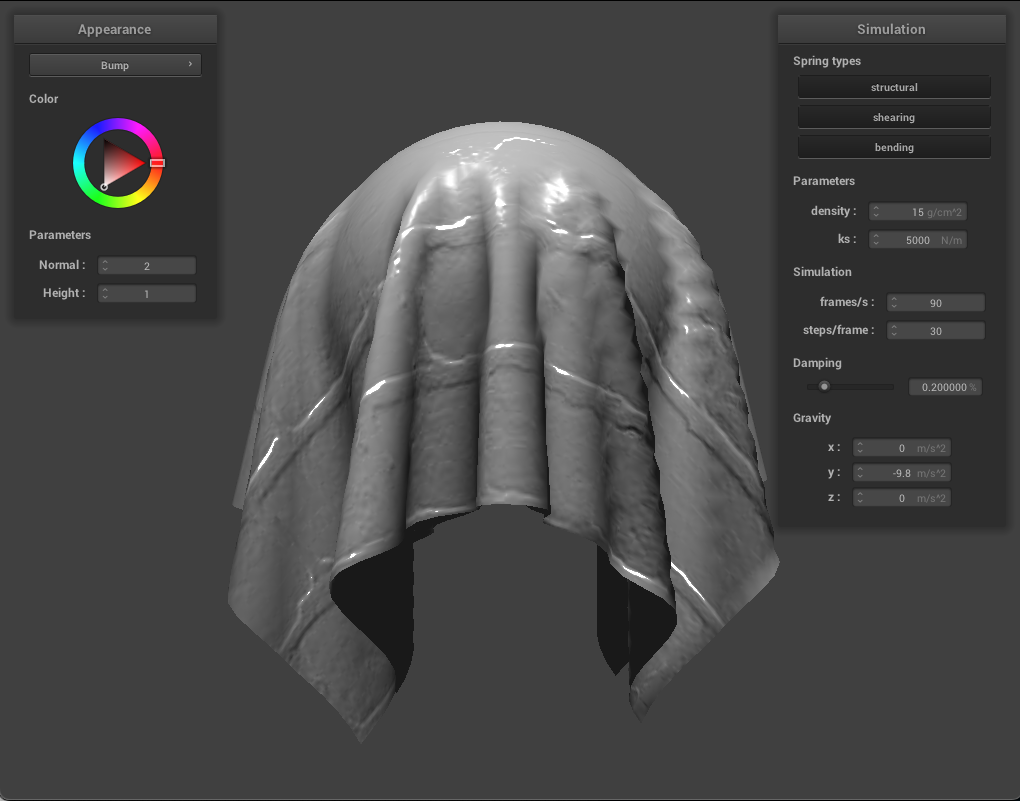 Appearance
Bump
Color
Parameters
Normal : 2
Height : 1
Simulation
Spring types
structural
shearing
bending
Parameters
density : 15 g/cm^2
ks : 5000 N/m
Simulation
frames/s : 90
steps/frame : 30
Damping
0.200000 %
Gravity
x : 0 m/s^2
y : -9.8 m/s^2
z : 0 m/s^2